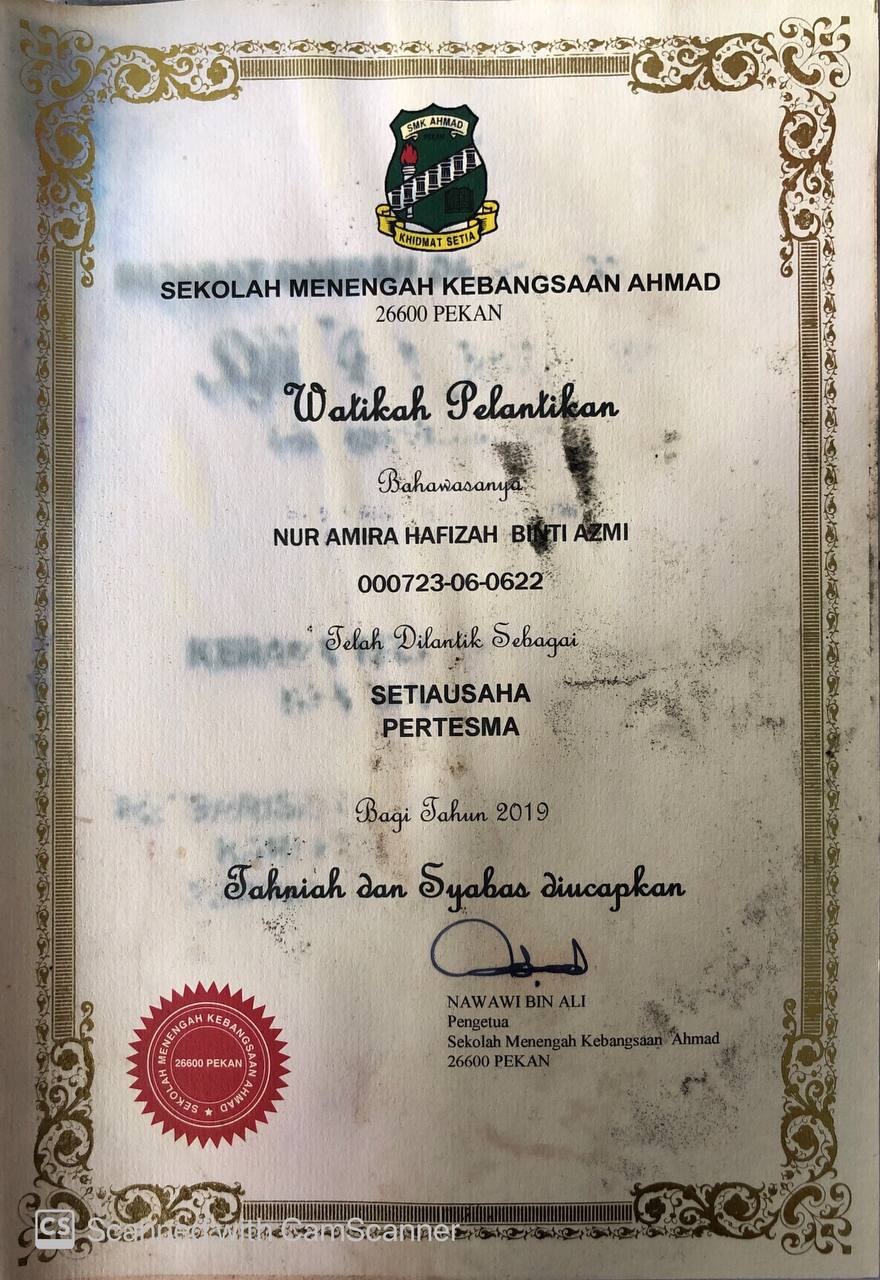 SMK AHMAD
PEKAN
KHIDMAT SETIA
SEKOLAH MENENGAH KEBANGSAAN AHMAD
26600 PEKAN
Watikah Pelantikan
Bahawasanya
NUR AMIRA HAFIZAH BINTI AZMI
000723-06-0622
Telah Dilantik Sebagai
SETIAUSAHA
PERTESMA
Bagi Tahun 2019
Tahniah dan Syabas diucapkan
NAWAWI BIN ALI
Pengetua
Sekolah Menengah Kebangsaan Ahmad
26600 PEKAN
SEKOLAH MENENGAH KEBANGSAAN AHMAD
26600 PEKAN
CS Scanned with CamScanner